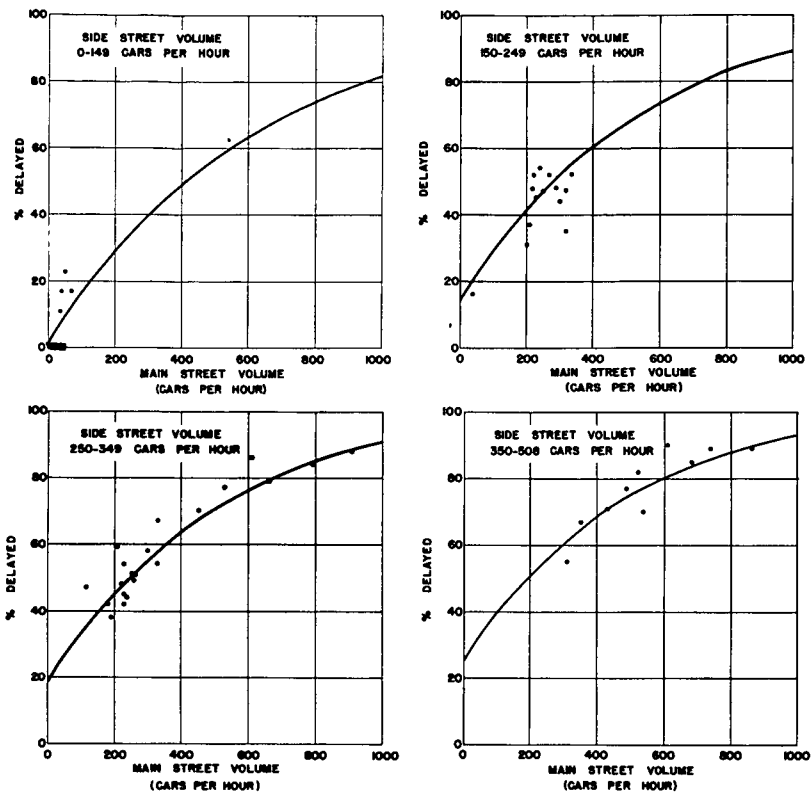 SIDE STREET VOLUME
0-149 CARS PER HOUR
100
80
60
40
20
0
% DELAYED
0 200 400 600 800 1000
MAIN STREET VOLUME
(CARS PER HOUR)
SIDE STREET VOLUME
150-249 CARS PER HOUR
100
80
60
40
20
0
% DELAYED
0 200 400 600 800 1000
MAIN STREET VOLUME
(CARS PER HOUR)
SIDE STREET VOLUME
250-349 CARS PER HOUR
100
80
60
40
20
0
% DELAYED
0 200 400 600 800 1000
MAIN STREET VOLUME
(CARS PER HOUR)
SIDE STREET VOLUME
350-508 CARS PER HOUR
100
80
60
40
20
0
% DELAYED
0 200 400 600 800 1000
MAIN STREET VOLUME
(CARS PER HOUR)